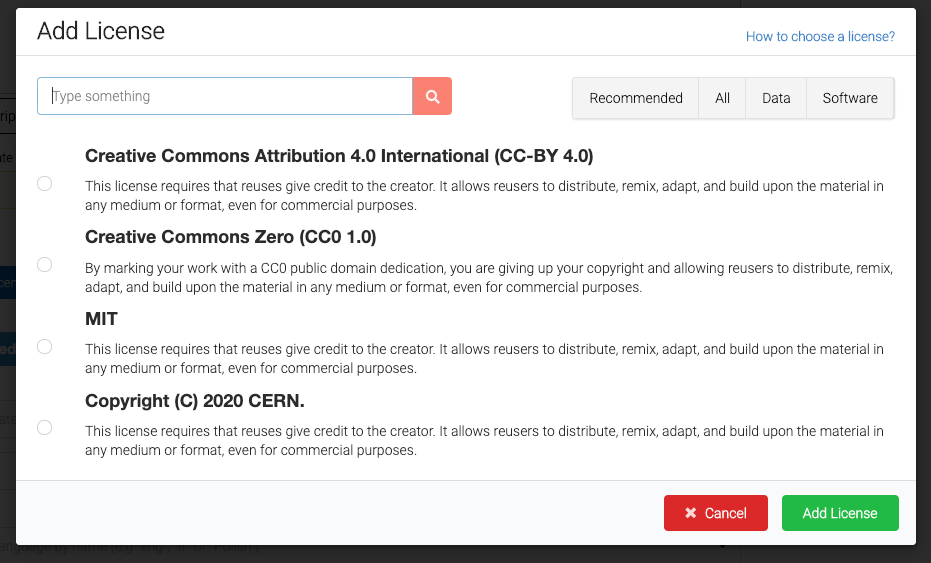 Add License
How to choose a license?
Type something
Recommended
All
Data
Software
Creative Commons Attribution 4.0 International (CC-BY 4.0)
This license requires that reuses give credit to the creator. It allows reusers to distribute, remix, adapt, and build upon the material in
any medium or format, even for commercial purposes.
Creative Commons Zero (CC0 1.0)
By marking your work with a CC0 public domain dedication, you are giving up your copyright and allowing reusers to distribute, remix,
adapt, and build upon the material in any medium or format, even for commercial purposes.
MIT
This license requires that reuses give credit to the creator. It allows reusers to distribute, remix, adapt, and build upon the material in
any medium or format, even for commercial purposes.
Copyright (C) 2020 CERN.
This license requires that reuses give credit to the creator. It allows reusers to distribute, remix, adapt, and build upon the material in
any medium or format, even for commercial purposes.
Cancel
Add License